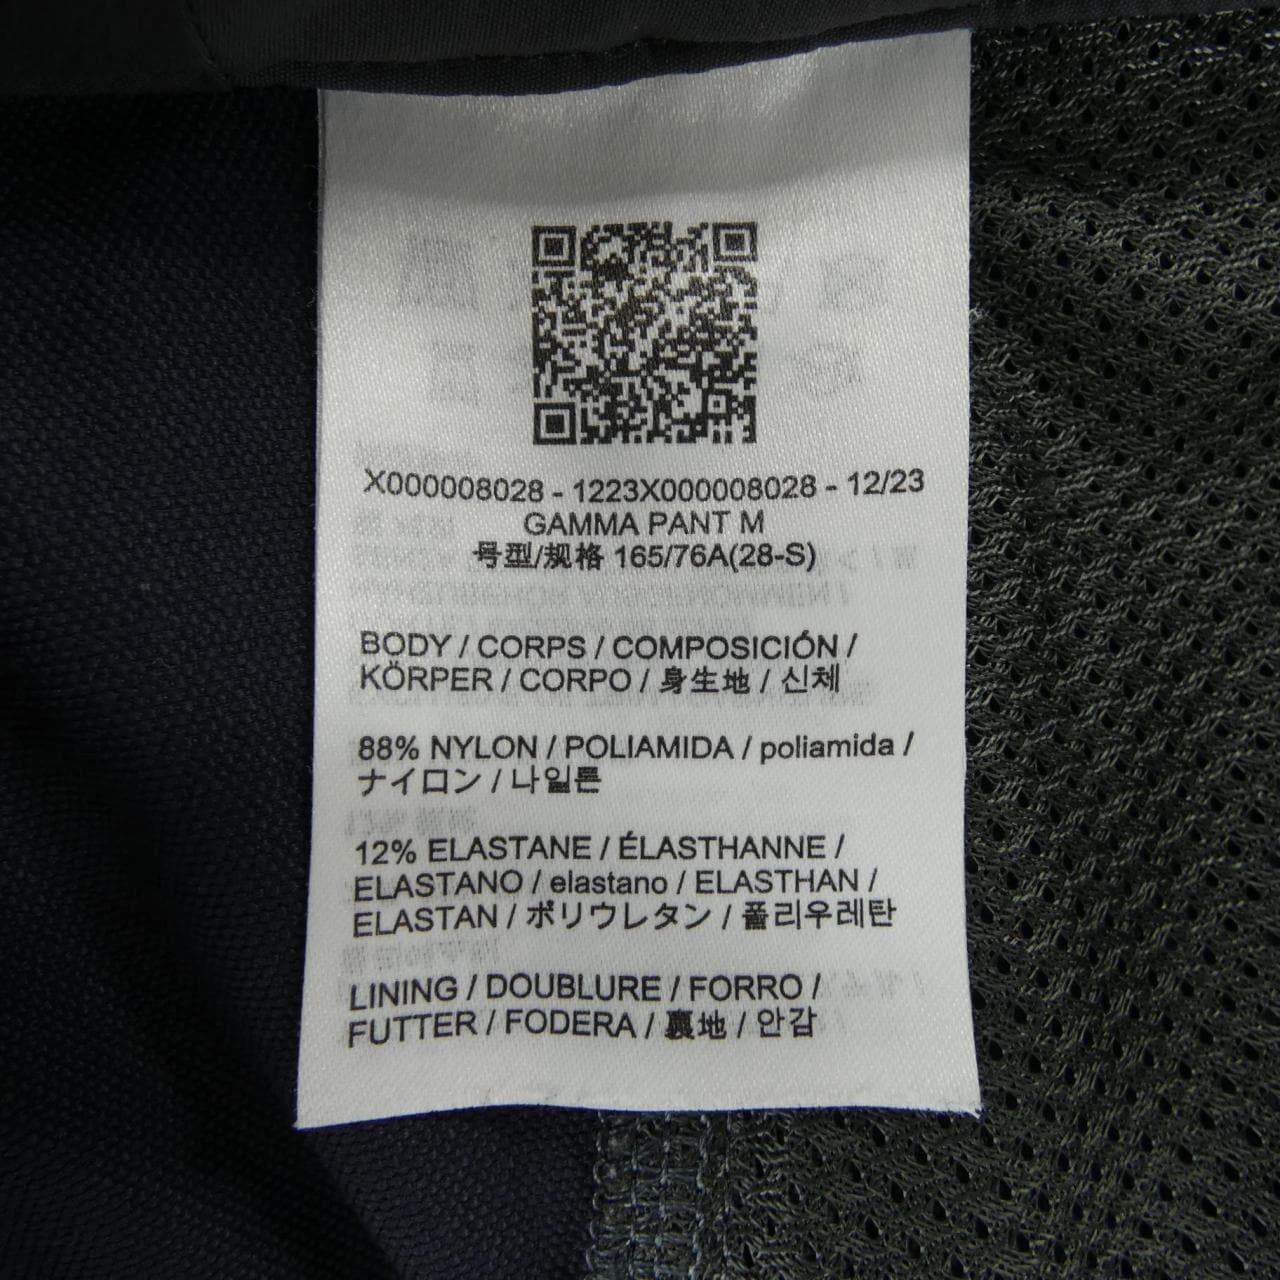 X000008028 - 1223X000008028 - 12/23
GAMMA PANT M
号型/规格 165/76A(28-S)
BODY / CORPS / COMPOSICIÓN /
KÖRPER / CORPO / 身生地 / 신체
88% NYLON / POLIAMIDA / poliamida /
ナイロン / 나일론
12% ELASTANE / ÉLASTHANNE /
ELASTANO / elastano / ELASTHAN /
ELASTAN / ポリウレタン / 폴리우레탄
LINING / DOUBLURE / FORRO /
FUTTER / FODERA / 裏地 / 안감